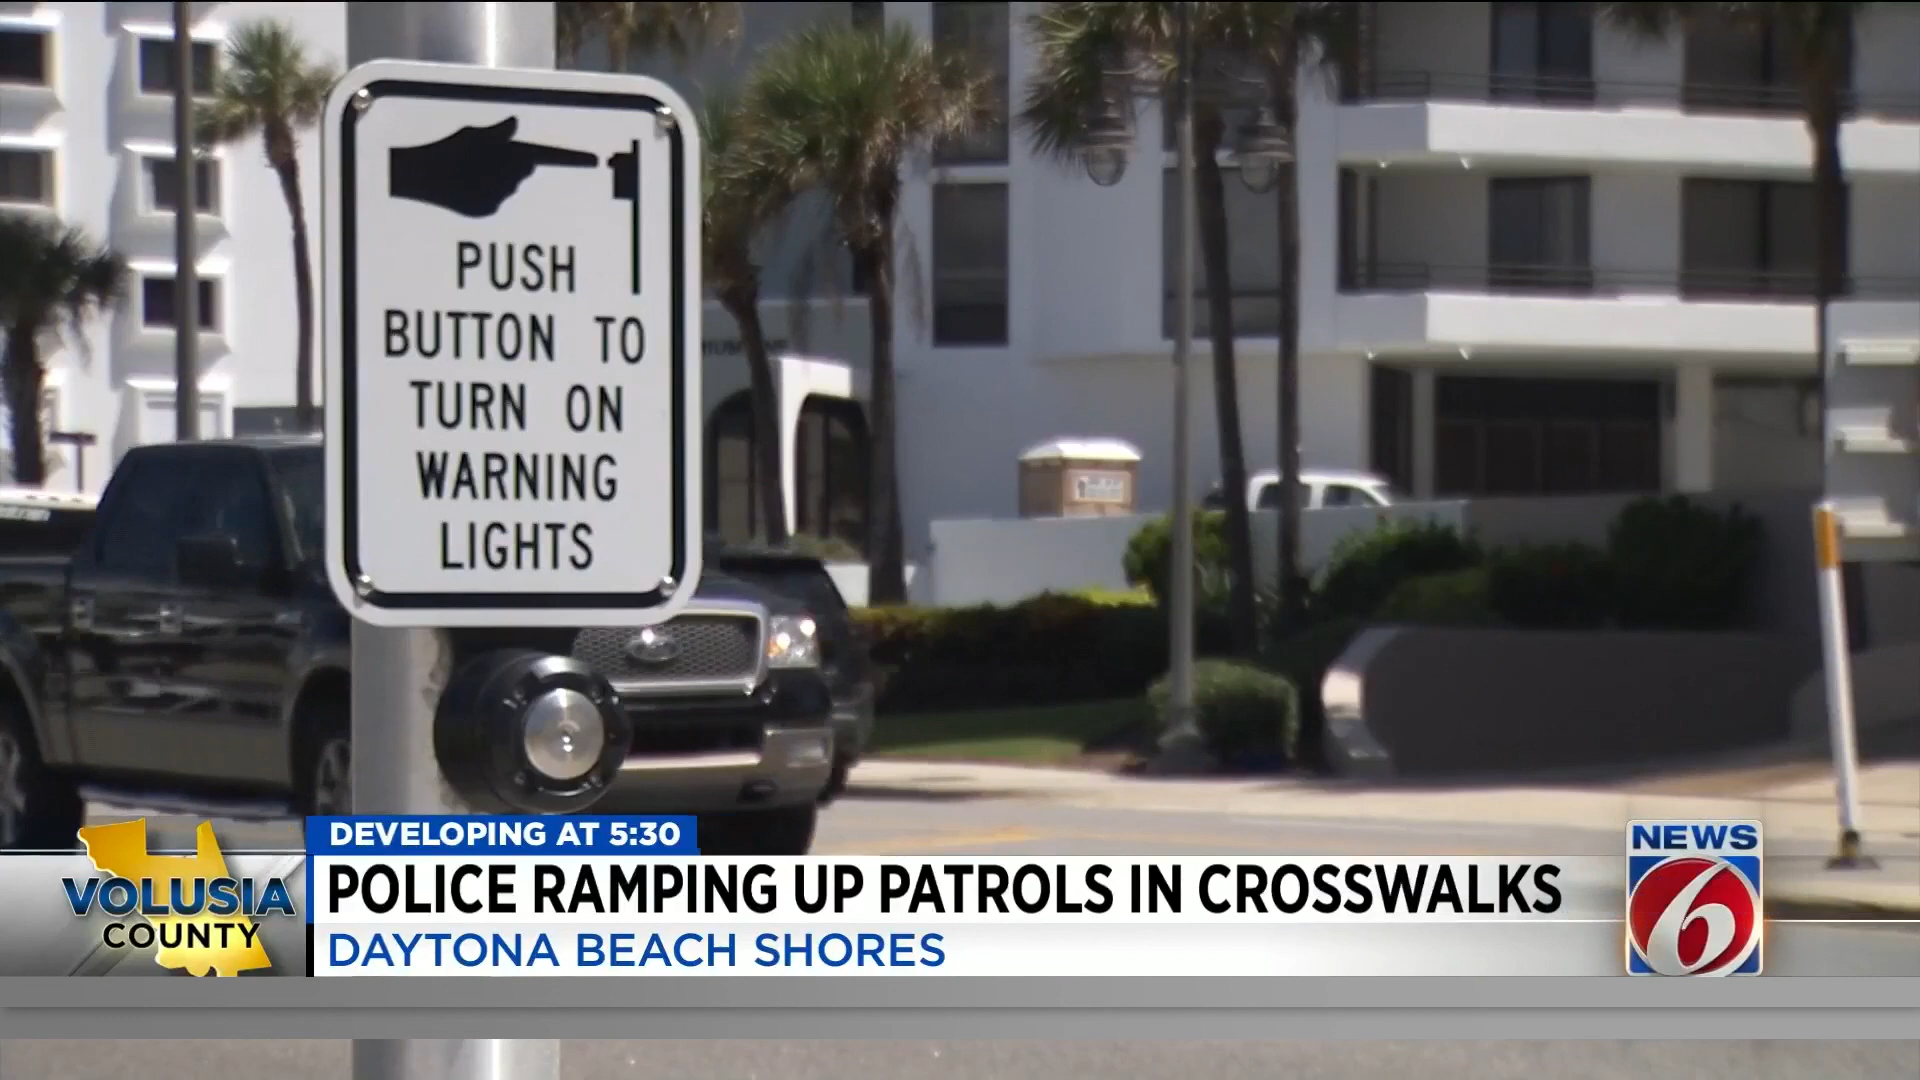 PUSH
BUTTON TO
TURN ON
WARNING
LIGHTS
DEVELOPING AT 5:30
POLICE RAMPING UP PATROLS IN CROSSWALKS
DAYTONA BEACH SHORES
VOLUSIA
COUNTY
NEWS
6